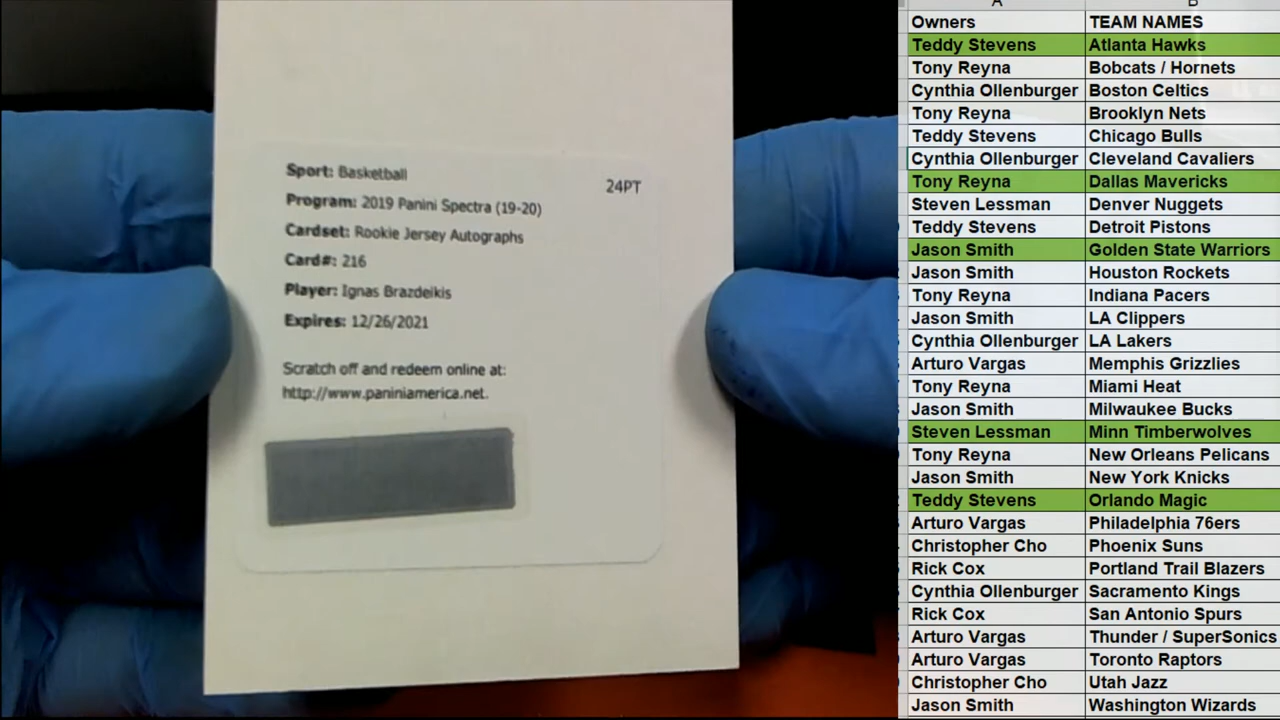 Sport: Basketball
24PT
Program: 2019 Panini Spectra (19-20)
Cardset: Rookie Jersey Autographs
Card#: 216
Player: Ignas Brazdeikis
Expires: 12/26/2021
Scratch off and redeem online at:
http://www.paniniamerica.net.
A B
Owners TEAM NAMES
Teddy Stevens Atlanta Hawks
Tony Reyna Bobcats / Hornets
Cynthia Ollenburger Boston Celtics
Tony Reyna Brooklyn Nets
Teddy Stevens Chicago Bulls
Cynthia Ollenburger Cleveland Cavaliers
Tony Reyna Dallas Mavericks
Steven Lessman Denver Nuggets
Teddy Stevens Detroit Pistons
Jason Smith Golden State Warriors
Jason Smith Houston Rockets
Tony Reyna Indiana Pacers
Jason Smith LA Clippers
Cynthia Ollenburger LA Lakers
Arturo Vargas Memphis Grizzlies
Tony Reyna Miami Heat
Jason Smith Milwaukee Bucks
Steven Lessman Minn Timberwolves
Tony Reyna New Orleans Pelicans
Jason Smith New York Knicks
Teddy Stevens Orlando Magic
Arturo Vargas Philadelphia 76ers
Christopher Cho Phoenix Suns
Rick Cox Portland Trail Blazers
Cynthia Ollenburger Sacramento Kings
Rick Cox San Antonio Spurs
Arturo Vargas Thunder / SuperSonics
Arturo Vargas Toronto Raptors
Christopher Cho Utah Jazz
Jason Smith Washington Wizards